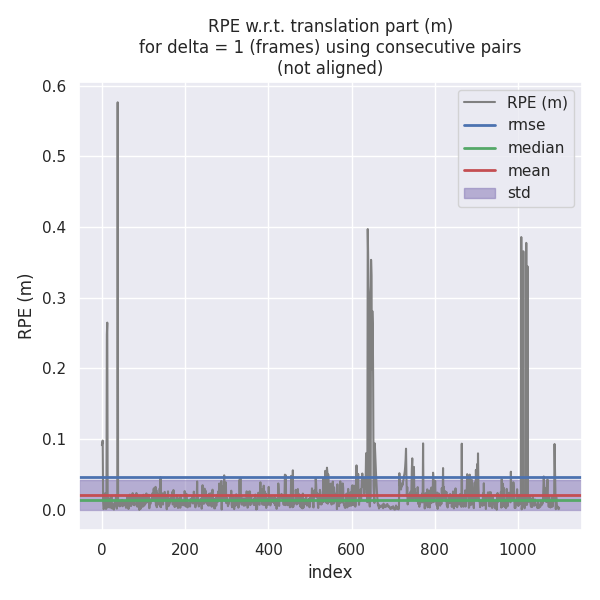 RPE w.r.t. translation part (m)
for delta = 1 (frames) using consecutive pairs
(not aligned)
RPE (m)
rmse
median
mean
std
RPE (m)
0.6
0.5
0.4
0.3
0.2
0.1
0.0
0
200
400
600
800
1000
index